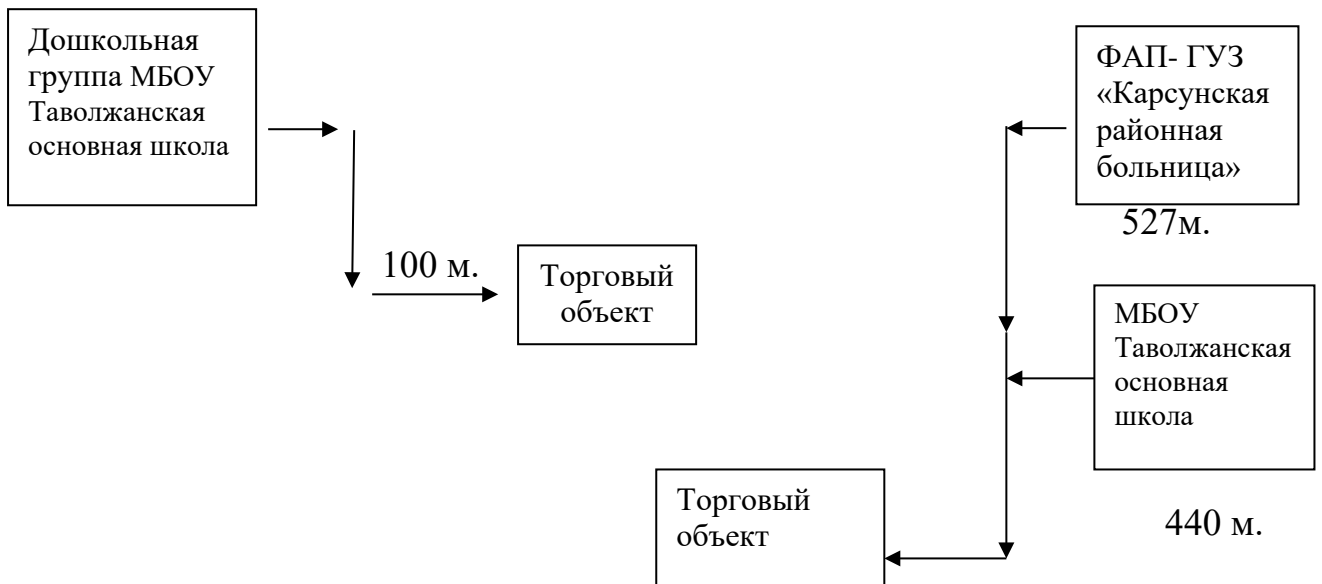 Дошкольная
группа МБОУ
Таволжанская
основная школа
100 м.
Торговый
объект
ФАП- ГУЗ
«Карсунская
районная
больница»
527м.
МБОУ
Таволжанская
основная
школа
440 м.
Торговый
объект